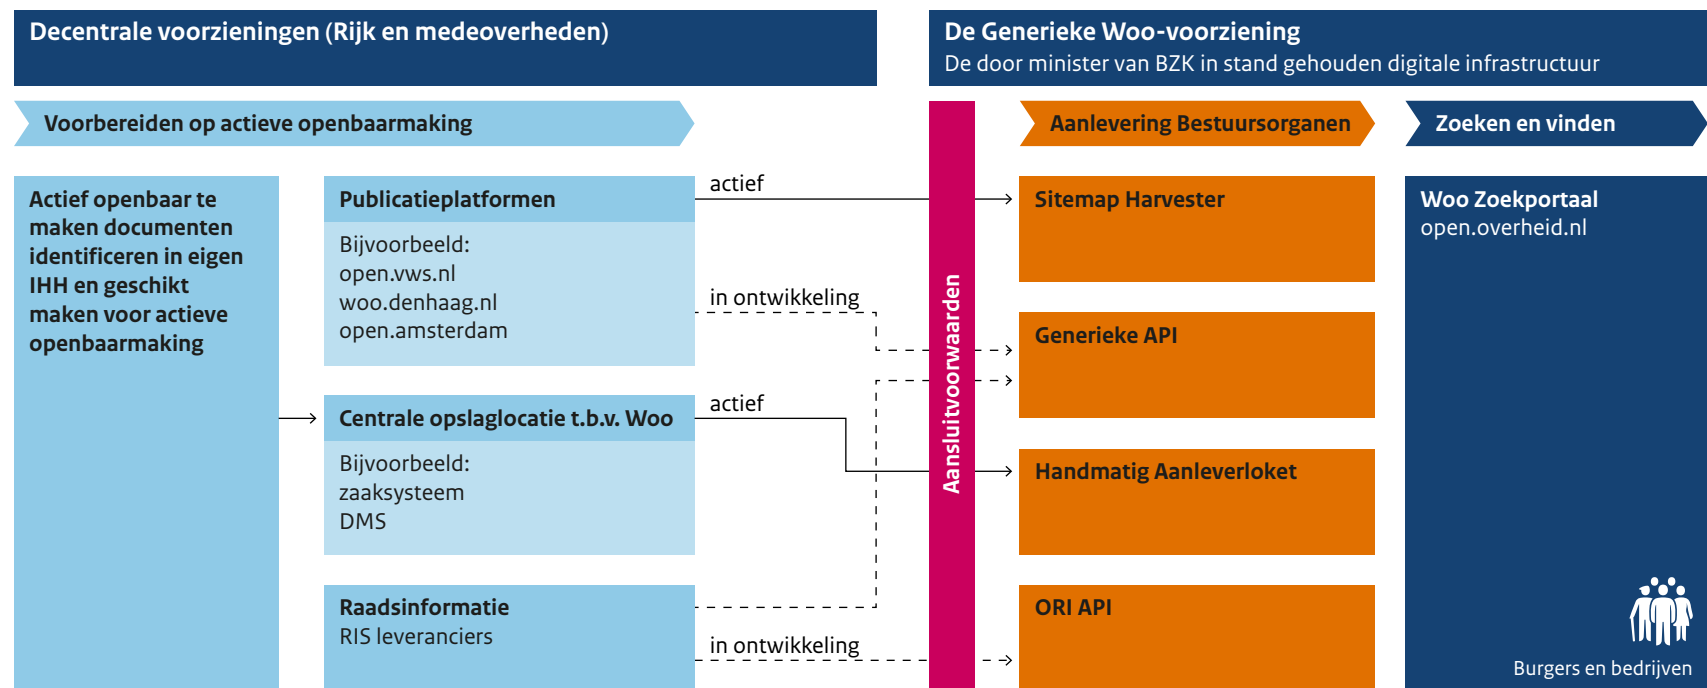 Decentrale voorzieningen (Rijk en medeoverheden)
De Generieke Woo-voorziening
De door minister van BZK in stand gehouden digitale infrastructuur
Voorbereiden op actieve openbaarmaking
Aanlevering Bestuursorganen
Zoeken en vinden
Actief openbaar te
maken documenten
identificeren in eigen
IHH en geschikt
maken voor actieve
openbaarmaking
Publicatieplatformen
Bijvoorbeeld:
open.vws.nl
woo.denhaag.nl
open.amsterdam
Centrale opslaglocatie t.b.v. Woo
Bijvoorbeeld:
zaaksysteem
DMS
Raadsinformatie
RIS leveranciers
actief
in ontwikkeling
actief
in ontwikkeling
Aansluitvoorwaarden
Sitemap Harvester
Generieke API
Handmatig Aanleverloket
ORI API
Woo Zoekportaal
open.overheid.nl
Burgers en bedrijven